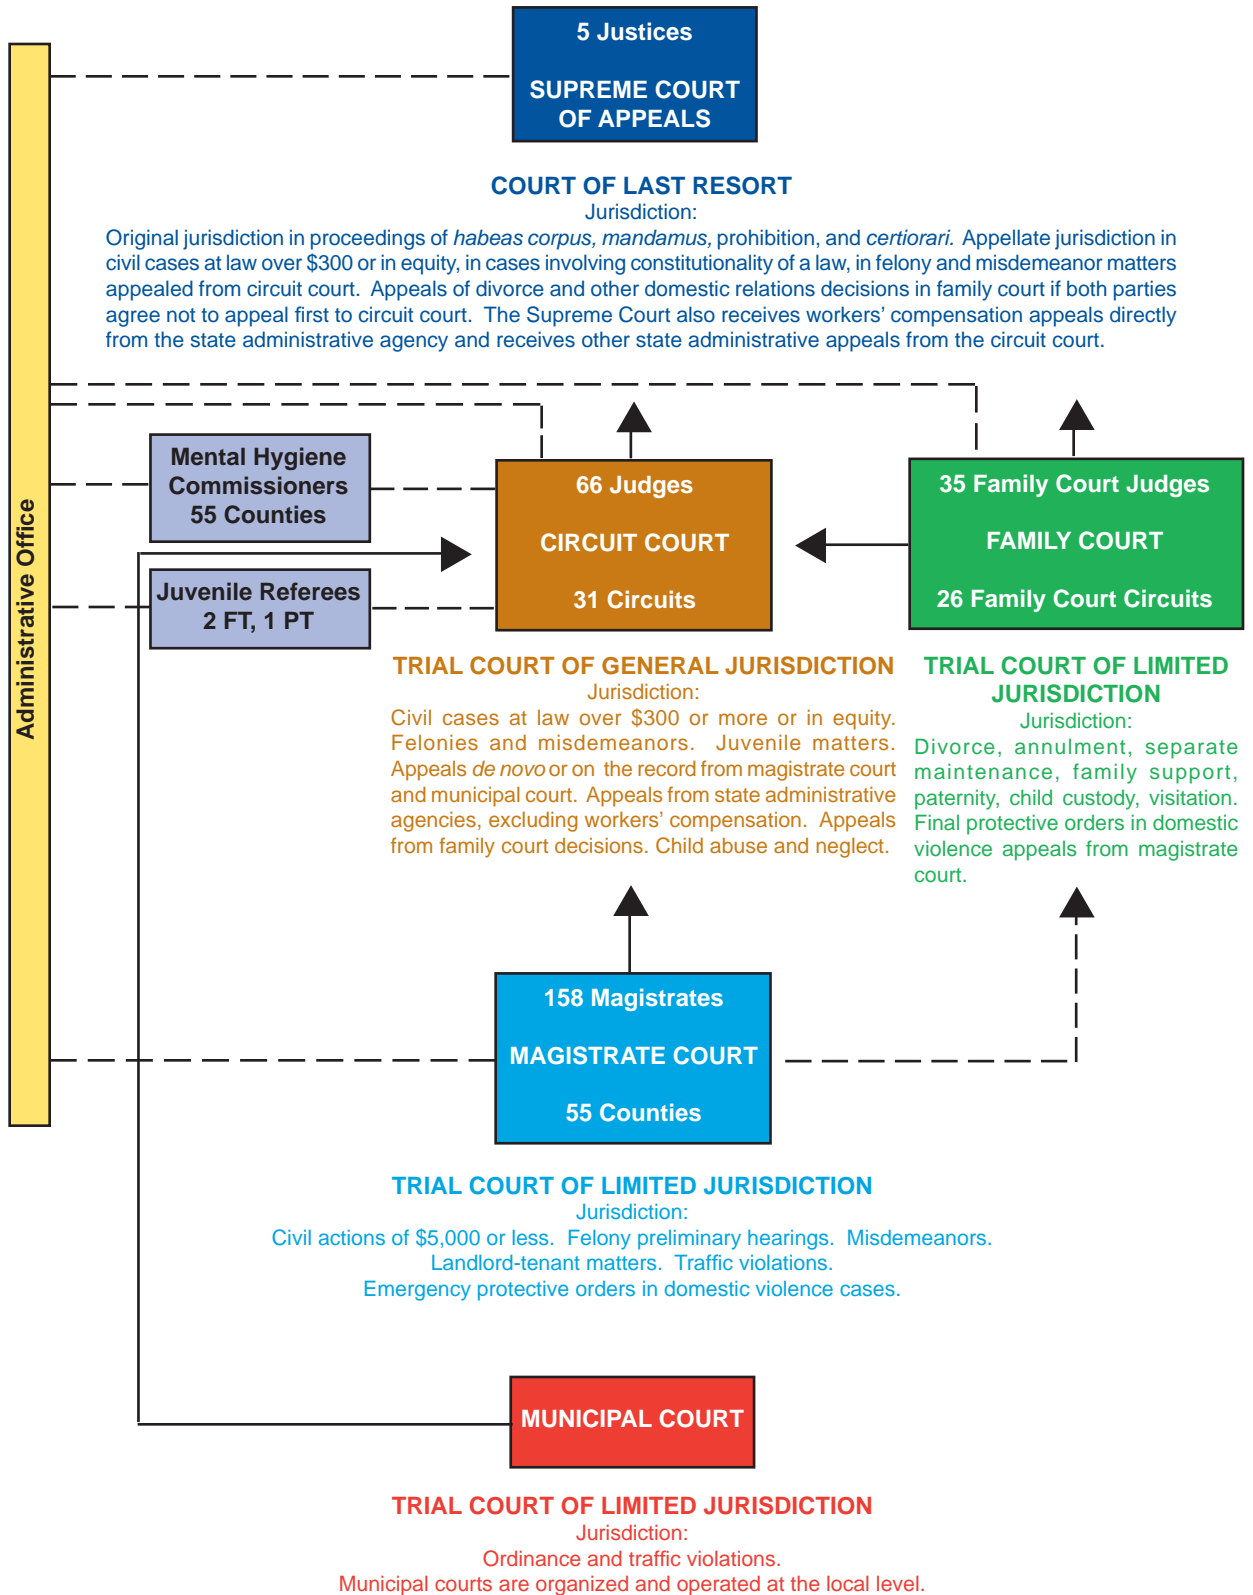 5 Justices
SUPREME COURT
OF APPEALS
Administrative Office
COURT OF LAST RESORT
Jurisdiction:
Original jurisdiction in proceedings of habeas corpus, mandamus, prohibition, and certiorari. Appellate jurisdiction in
civil cases at law over $300 or in equity, in cases involving constitutionality of a law, in felony and misdemeanor matters
appealed from circuit court. Appeals of divorce and other domestic relations decisions in family court if both parties
agree not to appeal first to circuit court. The Supreme Court also receives workers' compensation appeals directly
from the state administrative agency and receives other state administrative appeals from the circuit court.
Mental Hygiene
Commissioners
55 Counties
Juvenile Referees
2 FT, 1 PT
66 Judges
CIRCUIT COURT
31 Circuits
35 Family Court Judges
FAMILY COURT
26 Family Court Circuits
TRIAL COURT OF GENERAL JURISDICTION
Jurisdiction:
Civil cases at law over $300 or more or in equity.
Felonies and misdemeanors. Juvenile matters.
Appeals de novo or on the record from magistrate court
and municipal court. Appeals from state administrative
agencies, excluding workers' compensation. Appeals
from family court decisions. Child abuse and neglect.
TRIAL COURT OF LIMITED
JURISDICTION
Jurisdiction:
Divorce, annulment, separate
maintenance, family support,
paternity, child custody, visitation.
Final protective orders in domestic
violence appeals from magistrate
court.
158 Magistrates
MAGISTRATE COURT
55 Counties
TRIAL COURT OF LIMITED JURISDICTION
Jurisdiction:
Civil actions of $5,000 or less. Felony preliminary hearings. Misdemeanors.
Landlord-tenant matters. Traffic violations.
Emergency protective orders in domestic violence cases.
MUNICIPAL COURT
TRIAL COURT OF LIMITED JURISDICTION
Jurisdiction:
Ordinance and traffic violations.
Municipal courts are organized and operated at the local level.